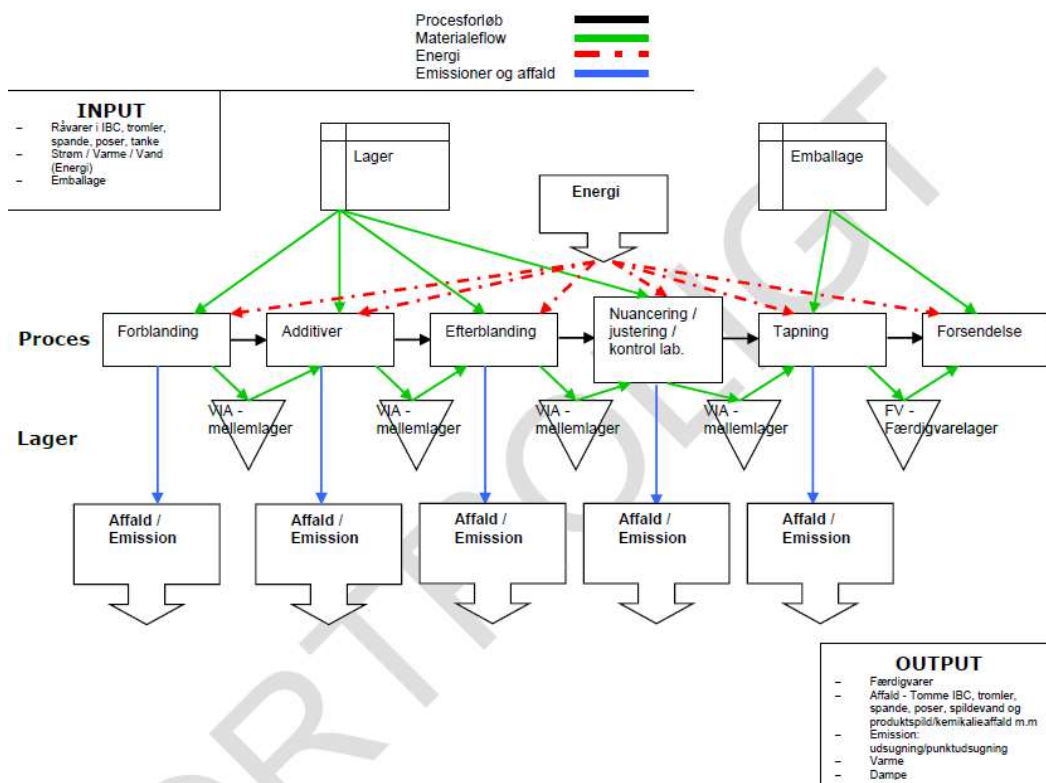 Procesforløb
Materialeflow
Energi
Emissioner og affald
INPUT
– Råvarer i IBC, tromler,
spande, poser, tanke
– Strøm / Varme / Vand
(Energi)
– Emballage
Lager
Energi
Emballage
Proces
Forblanding
Additiver
Efterblanding
Nuancering /
justering /
kontrol lab.
Tapning
Forsendelse
Lager
VIA -
mellemlager
VIA -
mellemlager
VIA -
mellemlager
VIA -
mellemlager
FV -
Færdigvarelager
Affald /
Emission
Affald /
Emission
Affald /
Emission
Affald /
Emission
Affald /
Emission
OUTPUT
– Færdigvarer
– Affald - Tomme IBC, tromler,
spande, poser, spildevand og
produktspild/kemikalieaffald m.m
– Emission:
udsugning/punktudsugning
– Varme
– Dampe
ORTROLIGT